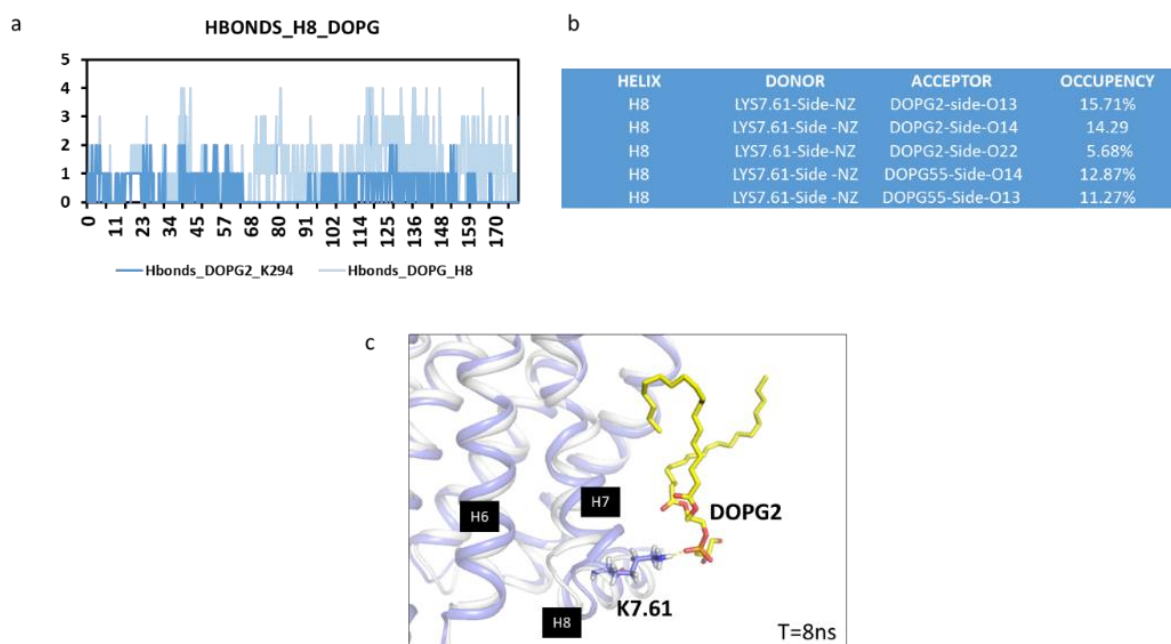 a
HBONDS_H8_DOPG
5
4
3
2
1
0
0 11 23 34 45 57 68 80 91 102 114 125 136 148 159 170
Hbonds_DOPG2_K294 Hbonds_DOPG_H8
b
HELIX DONOR ACCEPTOR OCCUPENCY
H8 LYS7.61-Side -NZ DOPG2-side-O13 15.71%
H8 LYS7.61-Side -NZ DOPG2-Side-O14 14.29
H8 LYS7.61-Side-NZ DOPG2-Side-O22 5.68%
H8 LYS7.61-Side -NZ DOPG55-Side-O14 12.87%
H8 LYS7.61-Side -NZ DOPG55-Side-O13 11.27%
c
H6
H7
DOPG2
K7.61
H8
T=8ns